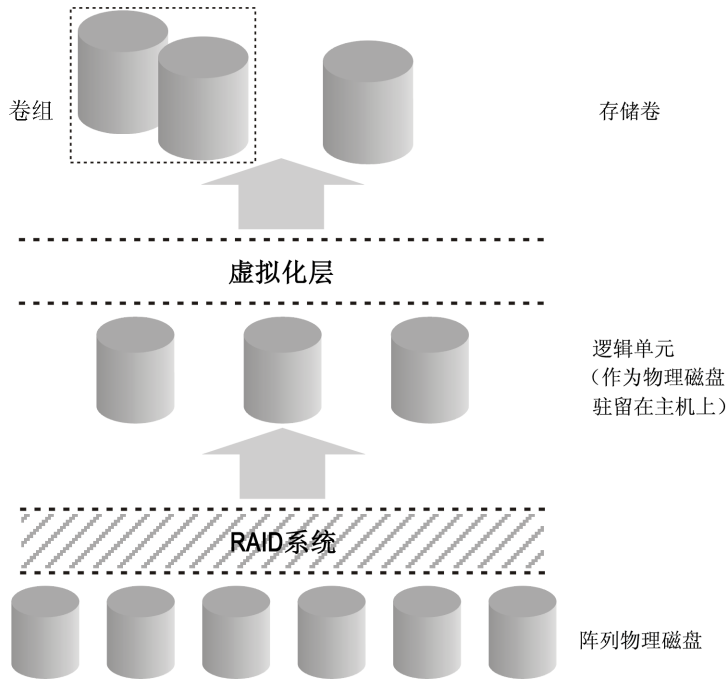 卷组
存储卷
虚拟化层
逻辑单元
（作为物理磁盘
驻留在主机上）
RAID系统
阵列物理磁盘